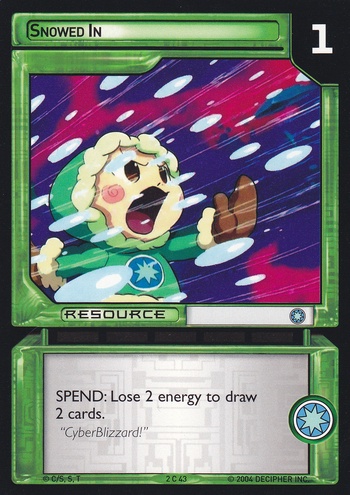 SNOWED IN
1
RESOURCE
SPEND: Lose 2 energy to draw
2 cards.
"CyberBlizzard!"
© C/S, S, T
2 C 43
© 2004 DECIPHER INC.